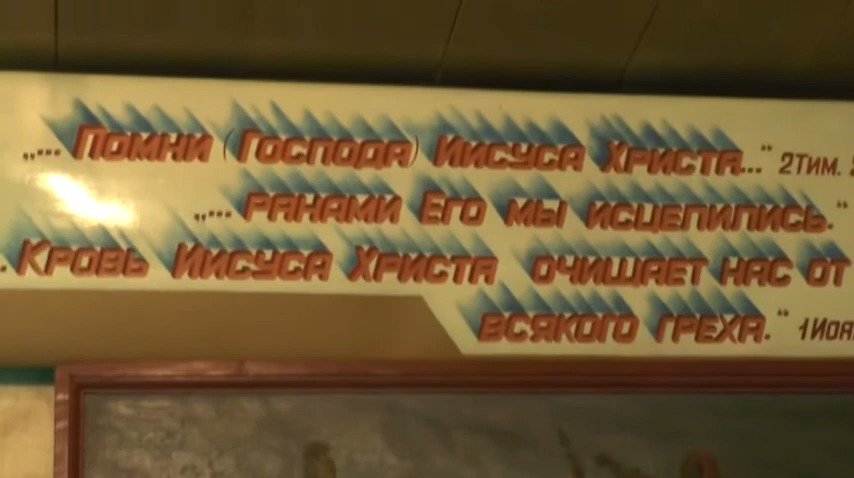 „... Помни (Господа) Иисуса Христа..." 2Тим.
„... ранами Его мы исцелились."
. Кровь Иисуса Христа очищает нас от
всякого греха." 1Иоа